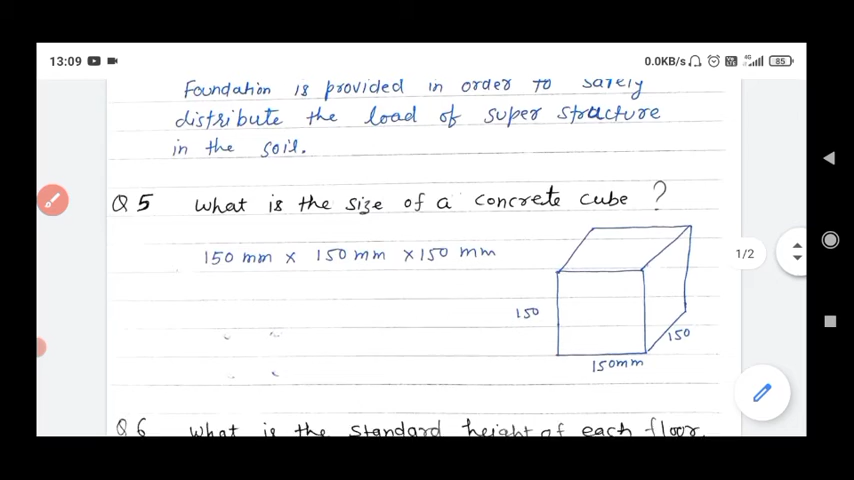 13:09
0.0KB/s 4G 85
Foundation is provided in order to safely
distribute the load of super structure
in the soil.
Q 5 What is the size of a concrete cube ?
150 mm x 150 mm x 150 mm
1/2
150
150
150mm
Q 6 What is the standard height of each floor.